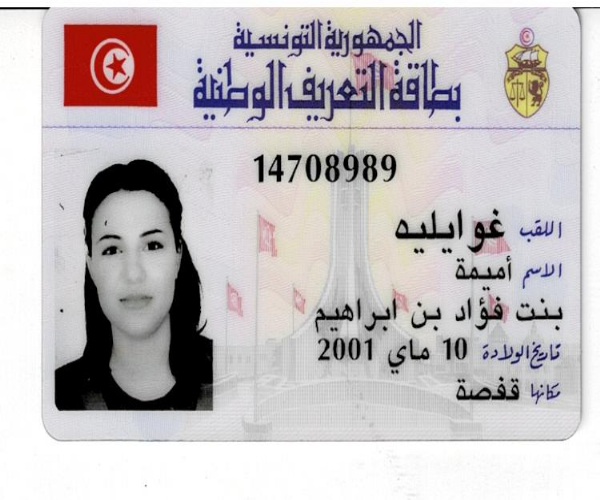 الجمهورية التونسية
بطاقة التعريف الوطنية
14708989
اللقب غوايليه
الاسم أميمة
بنت فؤاد بن ابراهيم
تاريخ الولادة 10 ماي 2001
مكانها قفصة